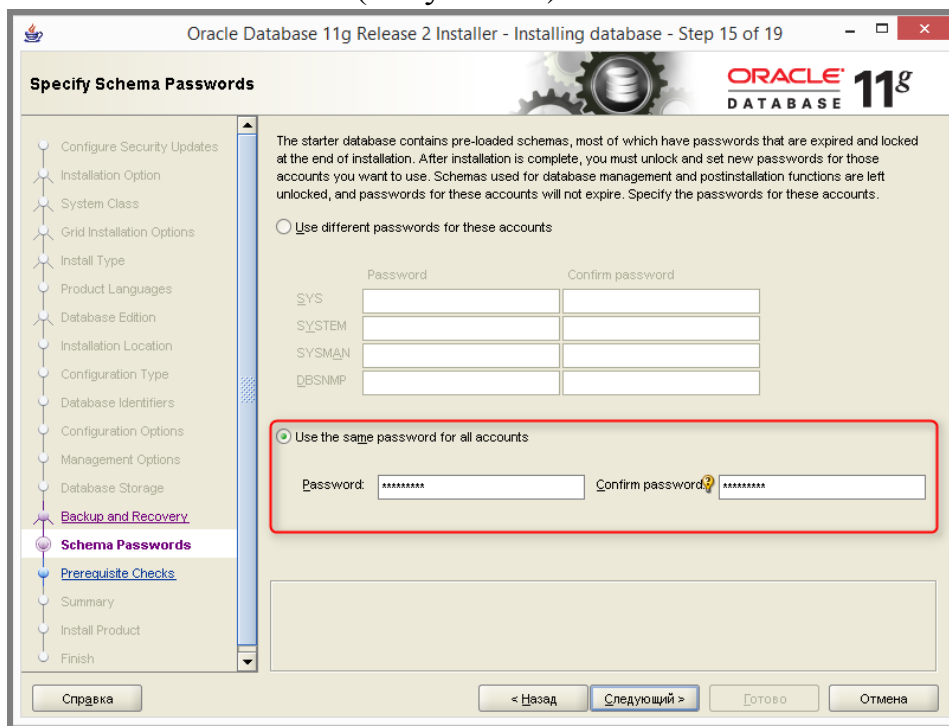 Oracle Database 11g Release 2 Installer - Installing database - Step 15 of 19
Specify Schema Passwords
ORACLE
DATABASE
11g
Configure Security Updates
Installation Option
System Class
Grid Installation Options
Install Type
Product Languages
Database Edition
Installation Location
Configuration Type
Database Identifiers
Configuration Options
Management Options
Database Storage
Backup and Recovery
Schema Passwords
Prerequisite Checks
Summary
Install Product
Finish
The starter database contains pre-loaded schemas, most of which have passwords that are expired and locked
at the end of installation. After installation is complete, you must unlock and set new passwords for those
accounts you want to use. Schemas used for database management and postinstallation functions are left
unlocked, and passwords for these accounts will not expire. Specify the passwords for these accounts.
Use different passwords for these accounts
Password Confirm password
SYS
SYSTEM
SYSMAN
DBSNMP
Use the same password for all accounts
Password: ********* Confirm password: *********
Справка < Назад Следующий > Готово Отмена